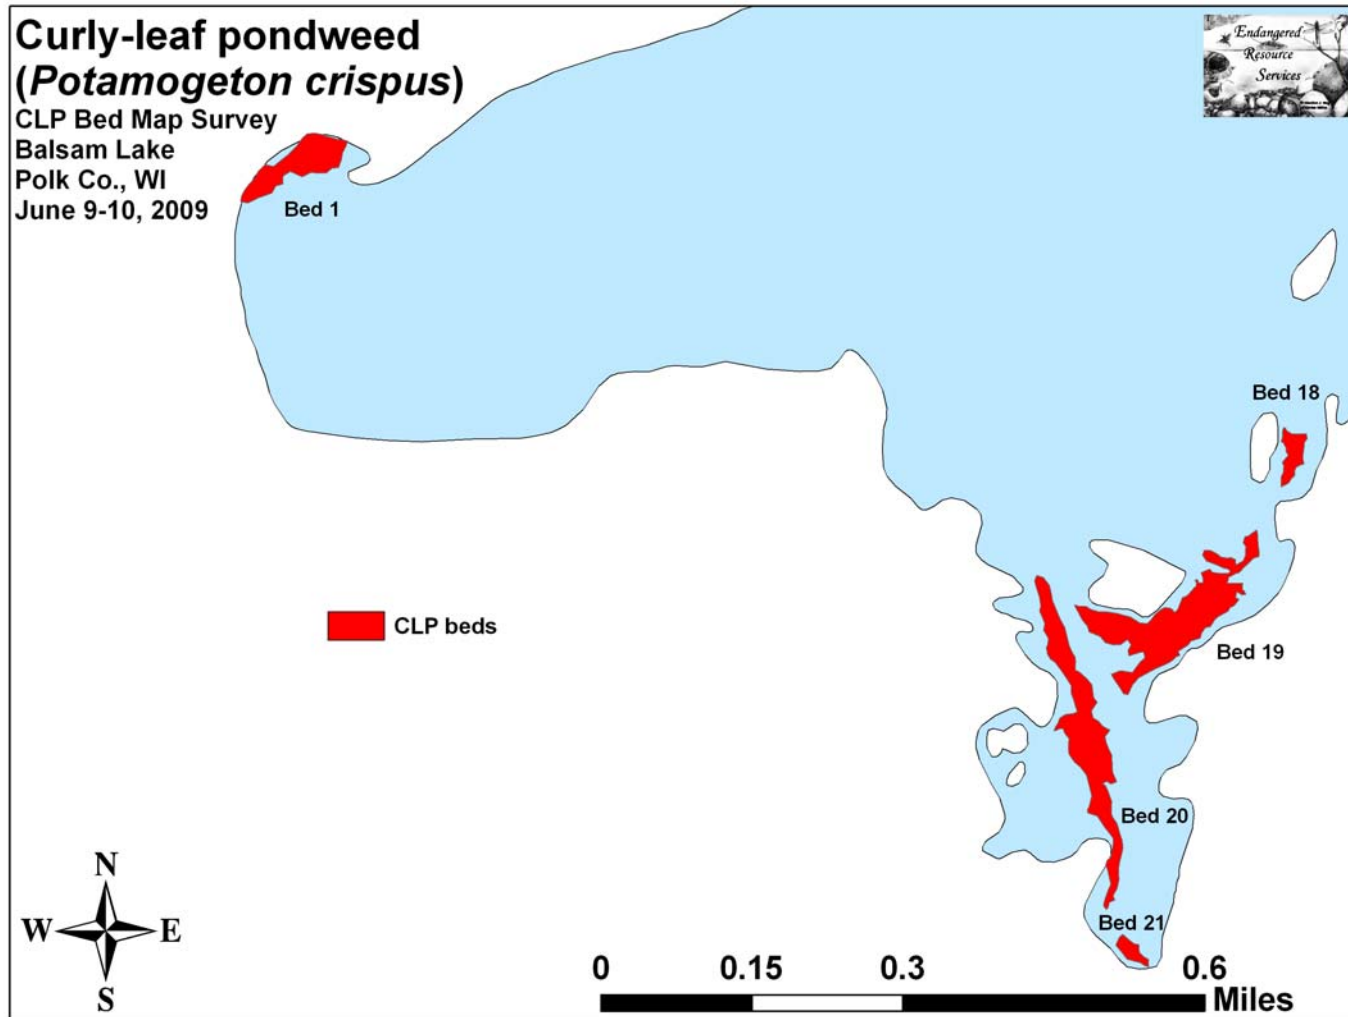 Curly-leaf pondweed
(Potamogeton crispus)
CLP Bed Map Survey
Balsam Lake
Polk Co., WI
June 9-10, 2009
Endangered
Resource
Services
Bed 1
Bed 18
CLP beds
Bed 19
Bed 20
Bed 21
N
W E
S
0 0.15 0.3 0.6
Miles